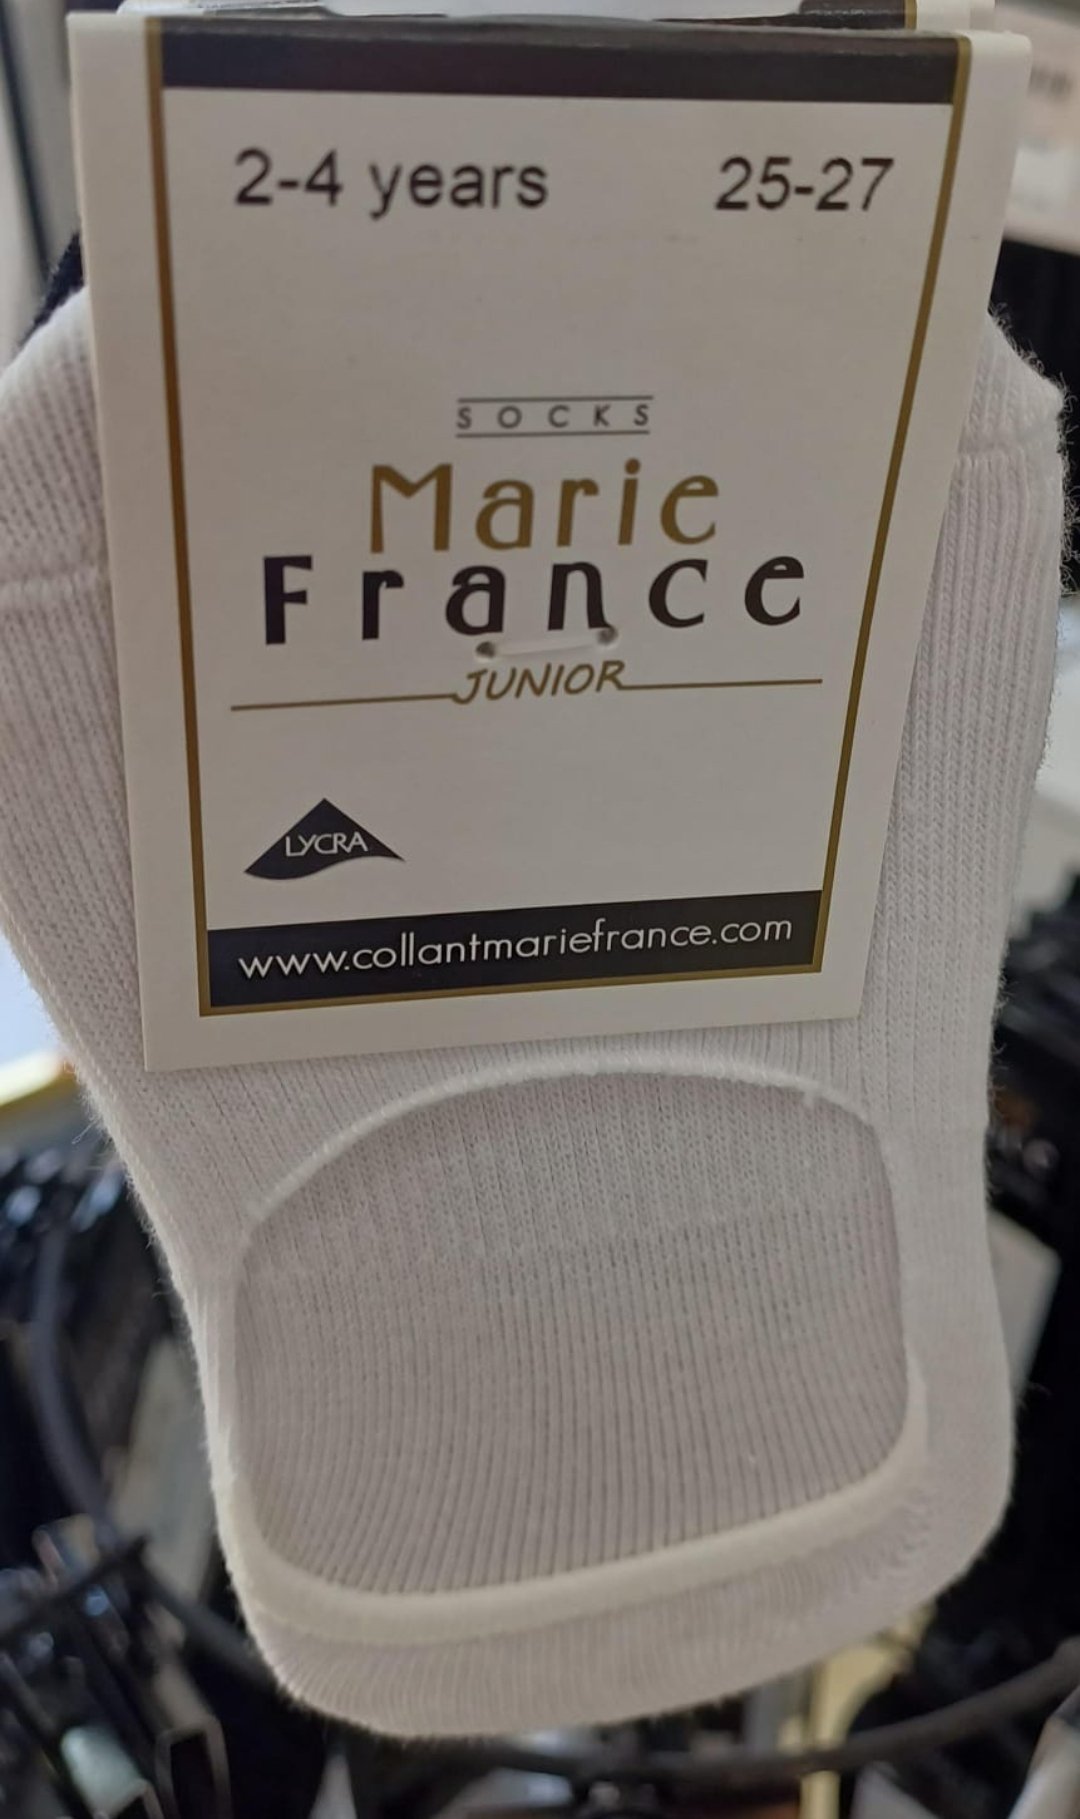 2-4 years 25-27
SOCKS
Marie
France
JUNIOR
LYCRA
www.collantmariefrance.com